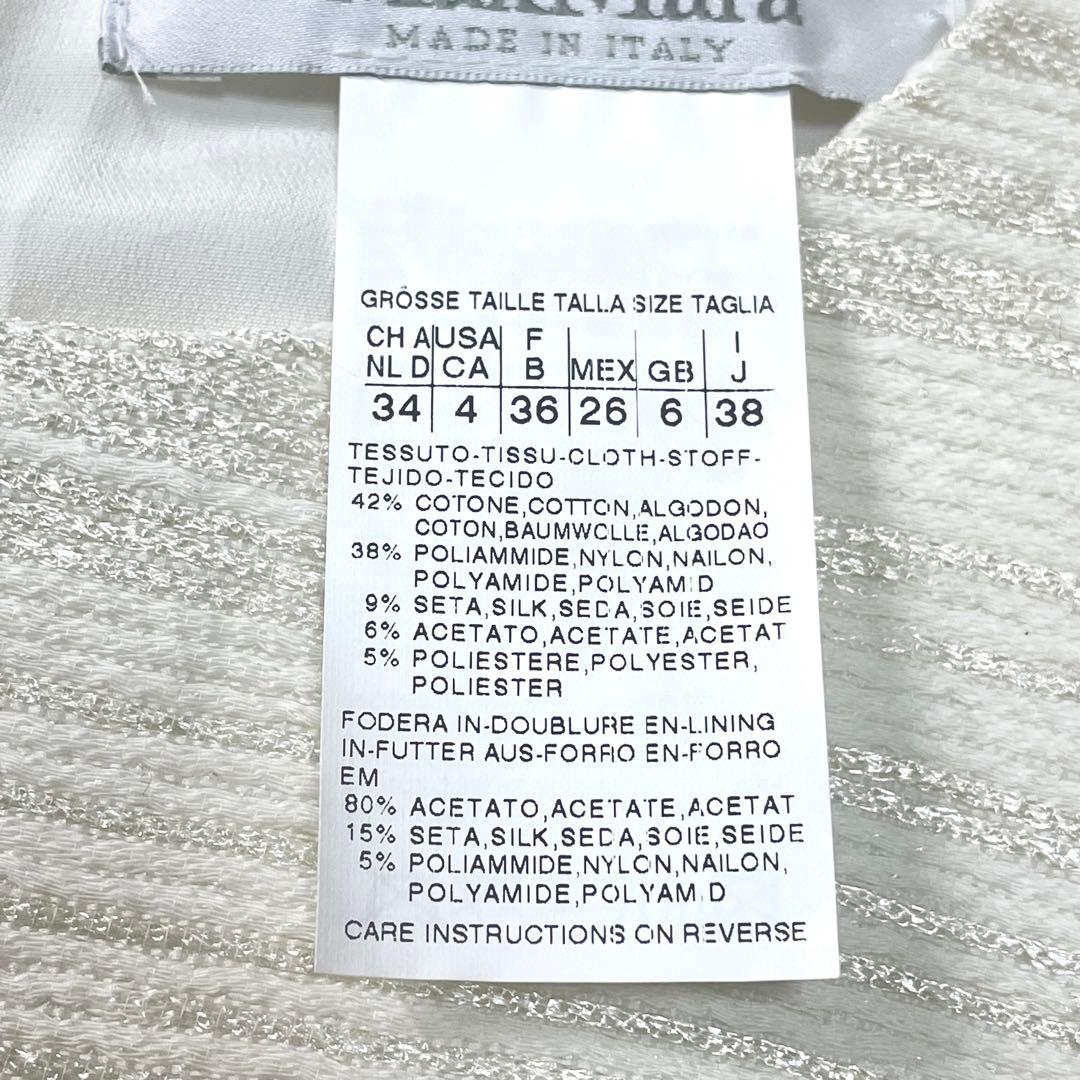 MaxMara
MADE IN ITALY
GRÖSSE TAILLE TALLA SIZE TAGLIA
CH A USA F I
NL D CA B MEX GB J
34 4 36 26 6 38
TESSUTO-TISSU-CLOTH-STOFF-
TEJIDO-TECIDO
42% COTONE,COTTON,ALGODON,
COTON,BAUMWOLLE,ALGODAO
38% POLIAMMIDE,NYLON,NAILON,
POLYAMIDE,POLYAMID
9% SETA,SILK,SEDA,SOIE,SEIDE
6% ACETATO,ACETATE,ACETAT
5% POLIESTERE,POLYESTER,
POLIESTER
FODERA IN-DOUBLURE EN-LINING
IN-FUTTER AUS-FORRO EN-FORRO
EM
80% ACETATO,ACETATE,ACETAT
15% SETA,SILK,SEDA,SOIE,SEIDE
5% POLIAMMIDE,NYLON,NAILON,
POLYAMIDE,POLYAMID
CARE INSTRUCTIONS ON REVERSE